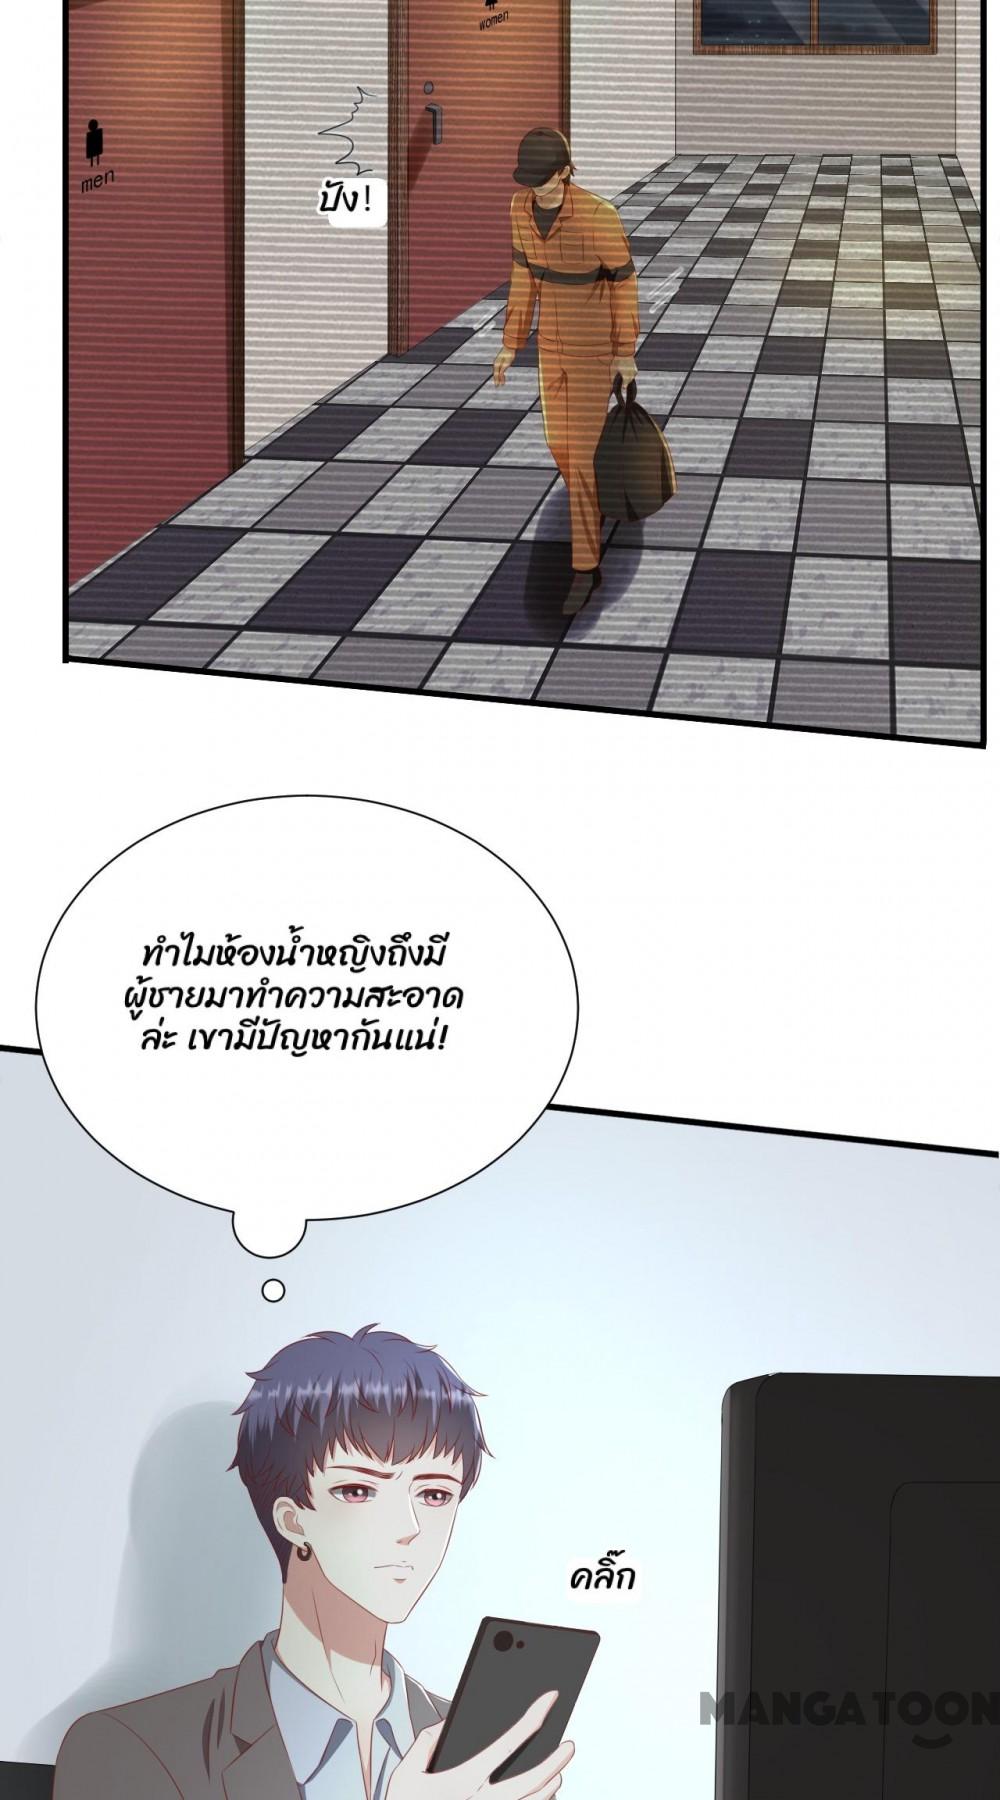 women
men
ปัง!
ทำไมห้องน้ำหญิงถึงมี
ผู้ชายมาทำความสะอาด
ล่ะ เขามีปัญหากันแน่!
คลิ๊ก
MANGA TOON